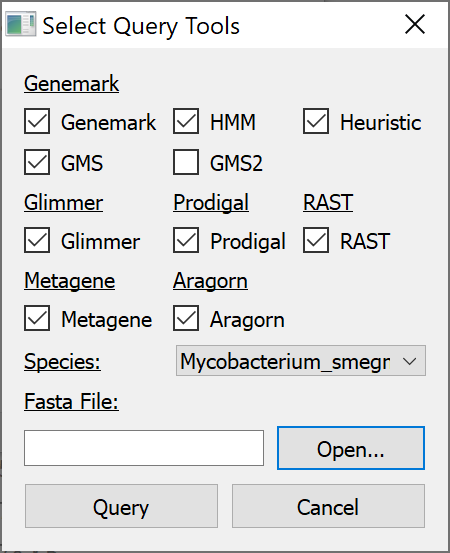 Select Query Tools
Genemark
Genemark HMM Heuristic
GMS GMS2
Glimmer Prodigal RAST
Glimmer Prodigal RAST
Metagene Aragorn
Metagene Aragorn
Species: Mycobacterium_smegr
Fasta File:
Open...
Query Cancel